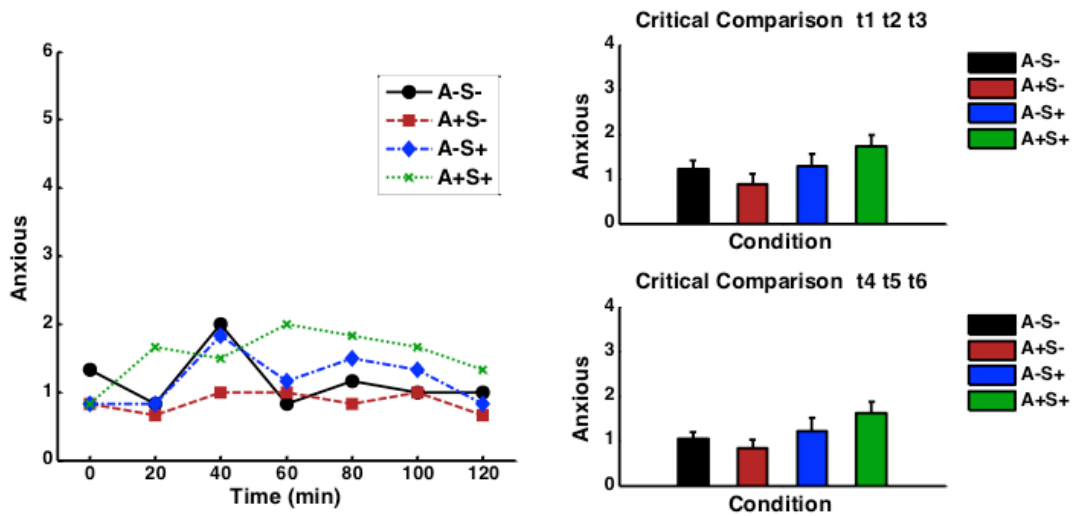 6
5
4
3
2
1
0
Anxious
0 20 40 60 80 100 120
Time (min)
A-S-
A+S-
A-S+
A+S+
Critical Comparison t1 t2 t3
4
3
2
1
0
Anxious
Condition
A-S-
A+S-
A-S+
A+S+
Critical Comparison t4 t5 t6
4
3
2
1
0
Anxious
Condition
A-S-
A+S-
A-S+
A+S+